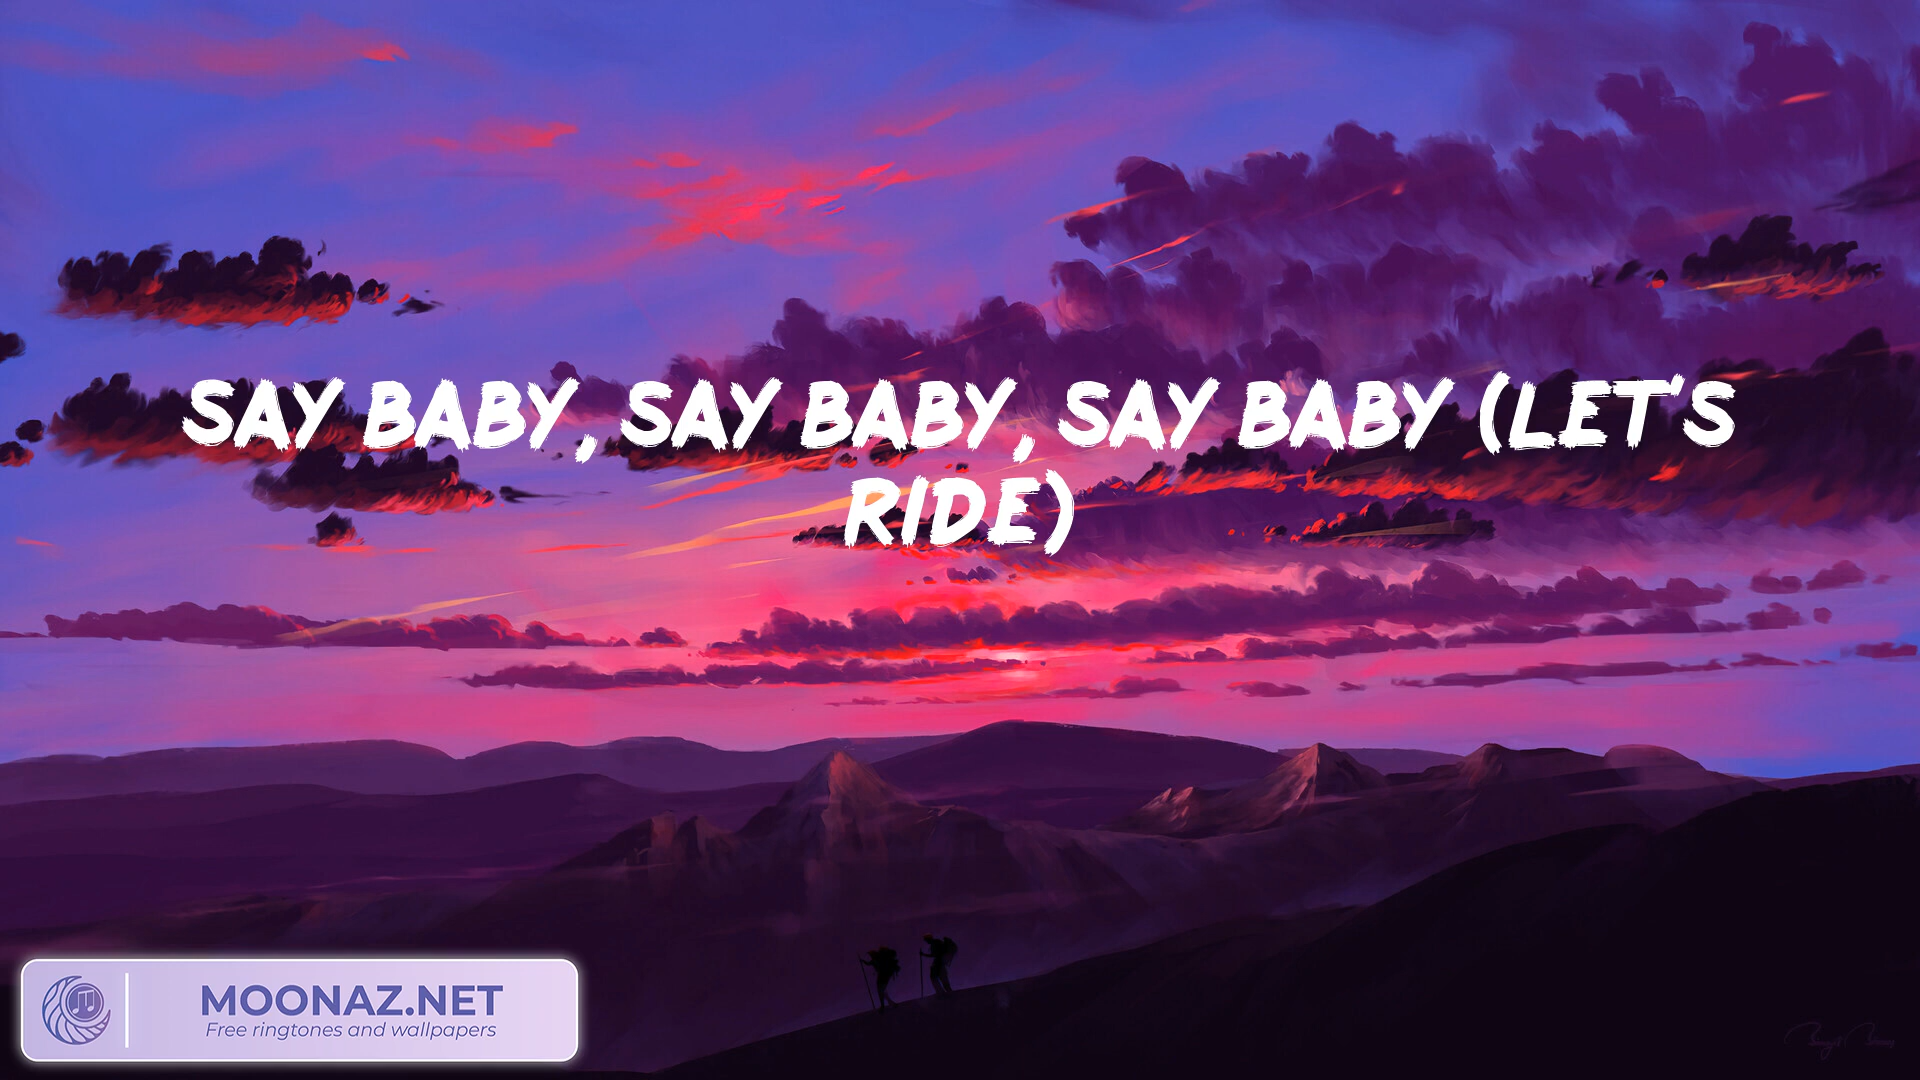 SAY BABY, SAY BABY, SAY BABY (LET'S
RIDE)
MOONAZ.NET
Free ringtones and wallpapers